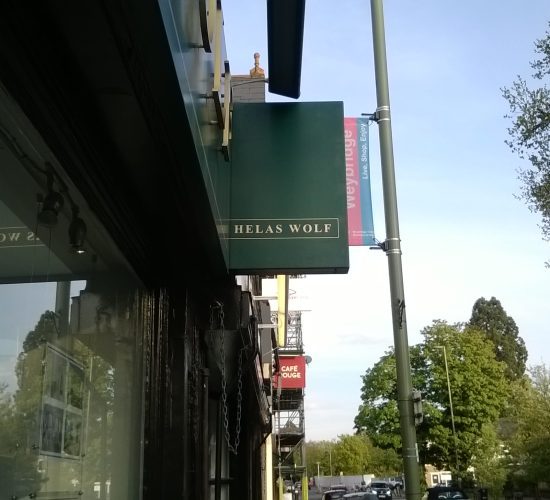 HELAS WOLF
Weybridge
Live, Shop, Enjoy
CAFÉ
ROUGE